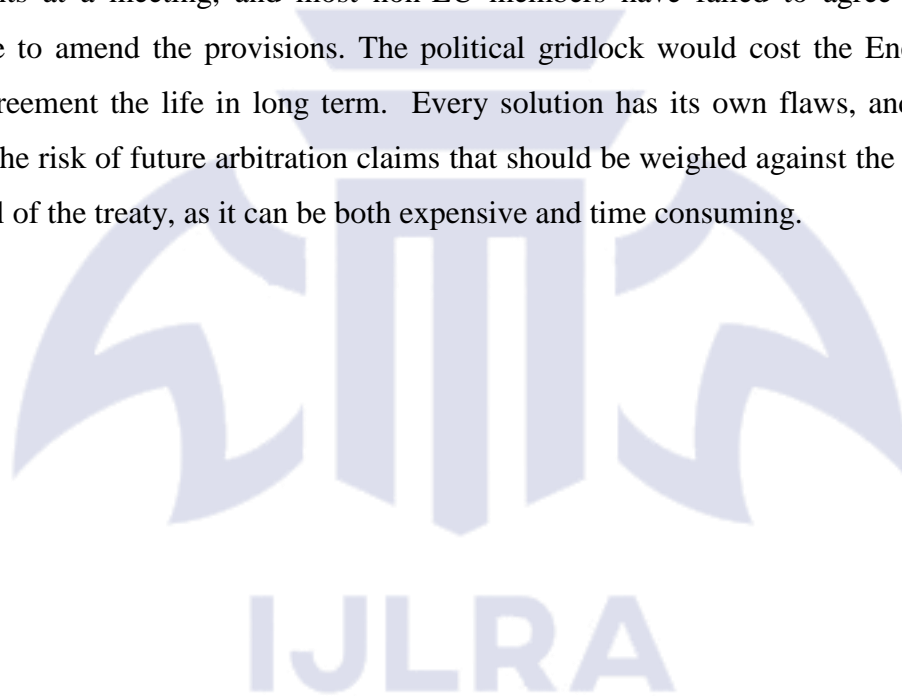 at a meeting, and most non-EU members have failed to agree
to amend the provisions. The political gridlock would cost the
the life in long term. Every solution has its own flaws, and
he risk of future arbitration claims that should be weighed against the
of the treaty, as it can be both expensive and time consuming.
IJLRA